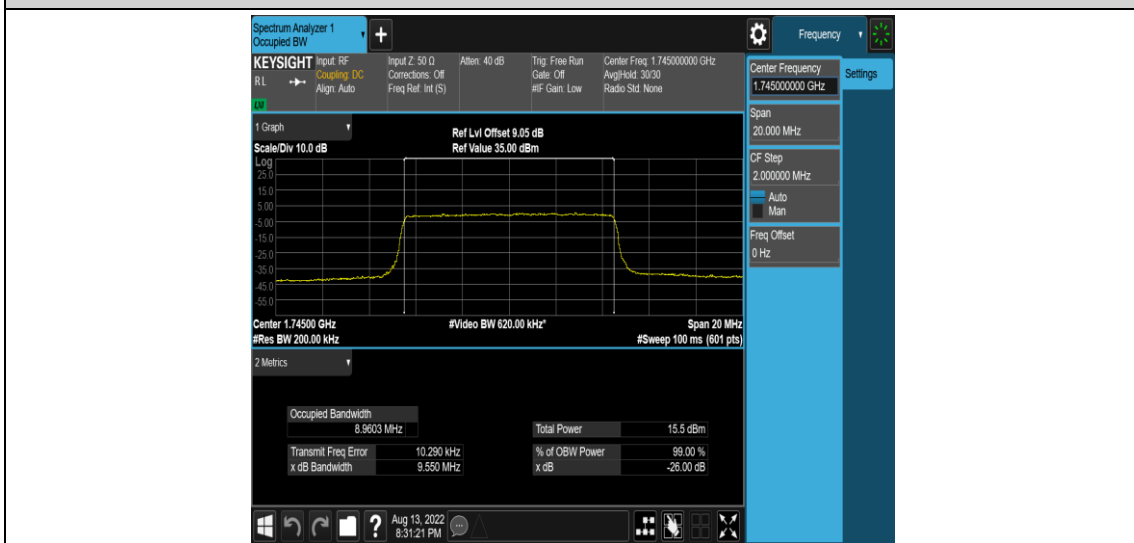 Spectrum Analyzer 1
Occupied BW
+
Frequency
KEYSIGHT
RL
LXI
Input: RF
Coupling: DC
Align: Auto
Input Z: 50 Ω
Corrections: Off
Freq Ref: Int (S)
Atten: 40 dB
Trig: Free Run
Gate: Off
#IF Gain: Low
Center Freq: 1.745000000 GHz
Avg|Hold: 30/30
Radio Std: None
Center Frequency
1.745000000 GHz
Settings
Span
20.000 MHz
CF Step
2.000000 MHz
Auto
Man
Freq Offset
0 Hz
1 Graph
Scale/Div 10.0 dB
Ref Lvl Offset 9.05 dB
Ref Value 35.00 dBm
Log
25.0
15.0
5.00
-5.00
-15.0
-25.0
-35.0
-45.0
-55.0
Center 1.74500 GHz
#Video BW 620.00 kHz*
Span 20 MHz
#Res BW 200.00 kHz
#Sweep 100 ms (601 pts)
2 Metrics
Occupied Bandwidth
8.9603 MHz
Total Power 15.5 dBm
Transmit Freq Error 10.290 kHz
% of OBW Power 99.00 %
x dB Bandwidth 9.550 MHz
x dB -26.00 dB
?
Aug 13, 2022
8:31:21 PM